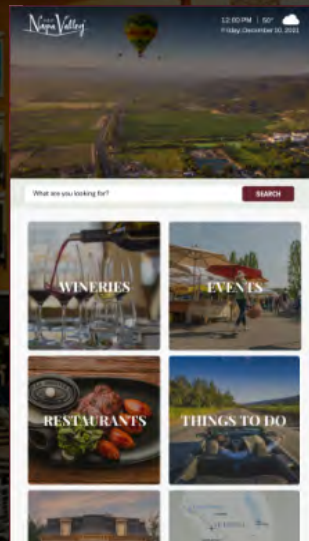 Napa Valley
12:00 PM | 50°
Friday, December 10, 2021
What are you looking for?
SEARCH
WINERIES
EVENTS
RESTAURANTS
THINGS TO DO